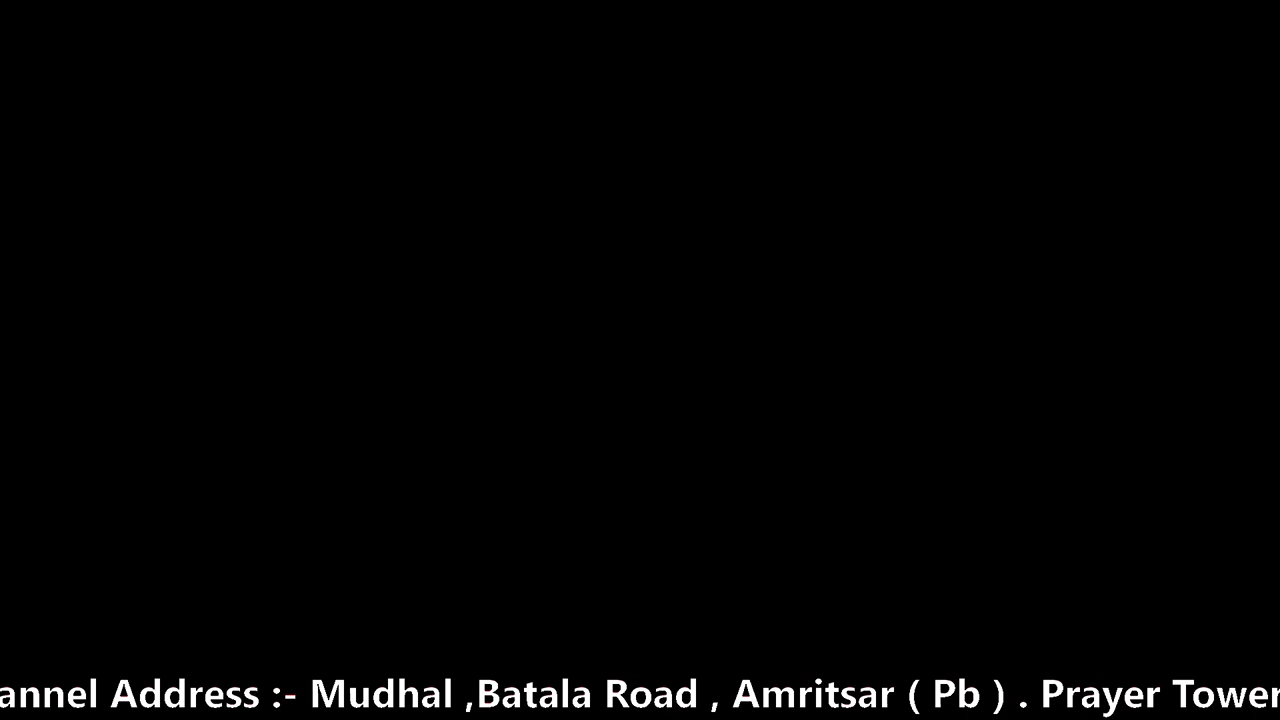 annel Address :- Mudhal ,Batala Road , Amritsar ( Pb ) . Prayer Tower